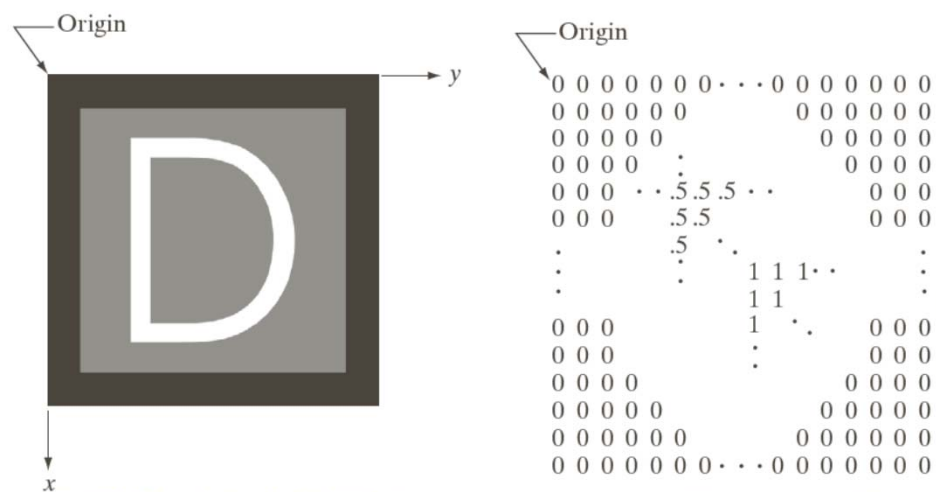 Origin
y
D
x
Origin
0 0 0 0 0 0 0 · · · 0 0 0 0 0 0 0
0 0 0 0 0 0 0 0 0 0 0 0
0 0 0 0 0 0 0 0 0 0
0 0 0 0 0 0 0 0
0 0 0 · · .5 .5 .5 · · 0 0 0
0 0 0 .5 .5 0 0 0
.5
1 1 1 · ·
1 1
0 0 0 1 0 0 0
0 0 0 0 0 0
0 0 0 0 0 0 0 0
0 0 0 0 0 0 0 0 0 0
0 0 0 0 0 0 0 0 0 0 0 0
0 0 0 0 0 0 0 · · · 0 0 0 0 0 0 0